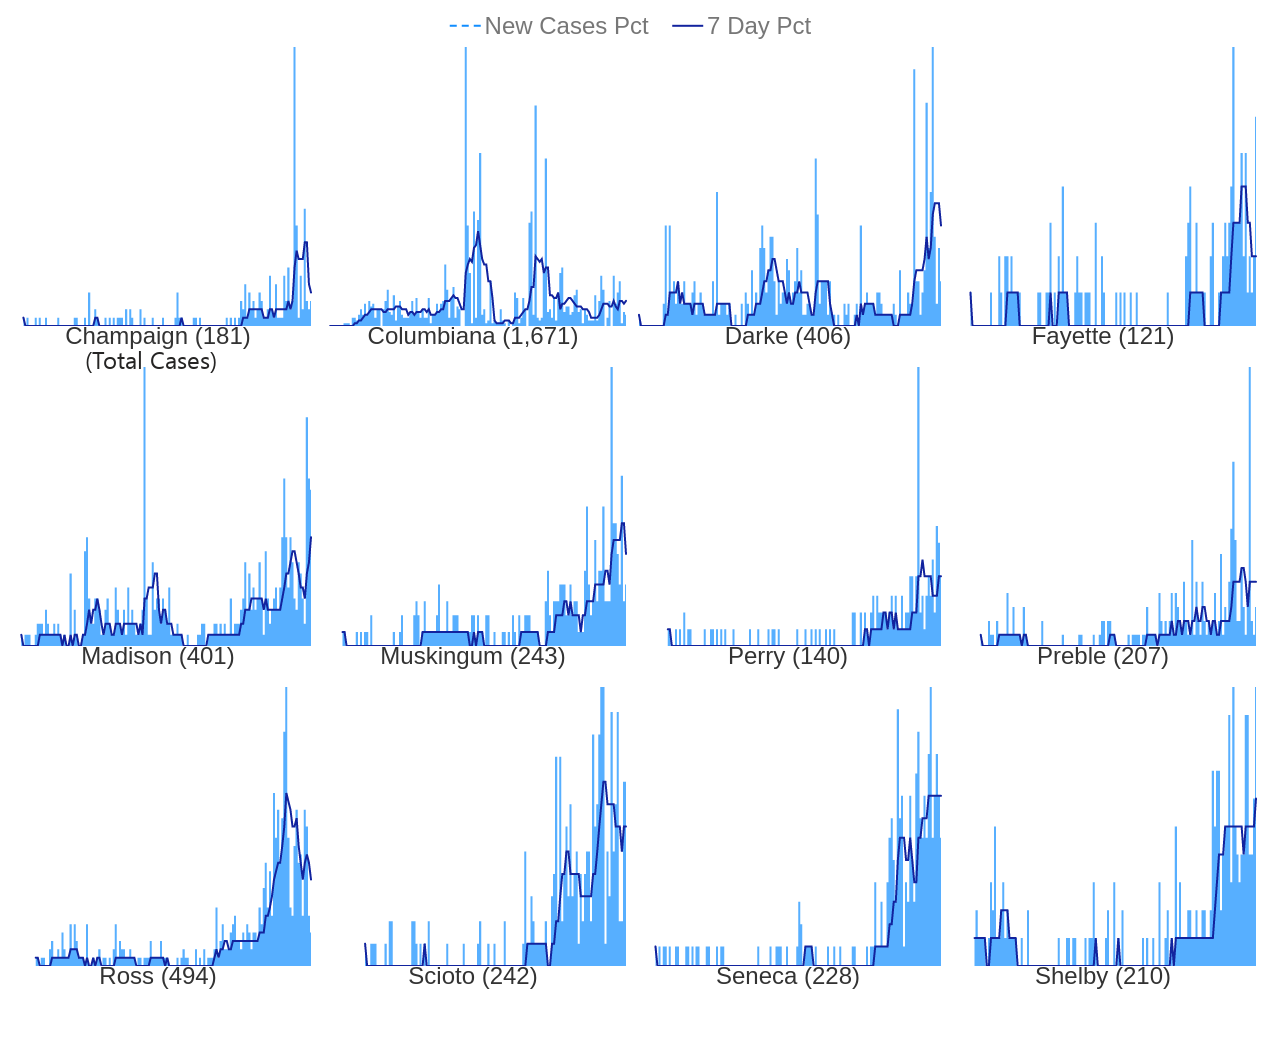 New Cases Pct 7 Day Pct
Champaign (181) Columbiana (1,671) Darke (406) Fayette (121)
(Total Cases)
Madison (401) Muskingum (243) Perry (140) Preble (207)
Ross (494) Scioto (242) Seneca (228) Shelby (210)